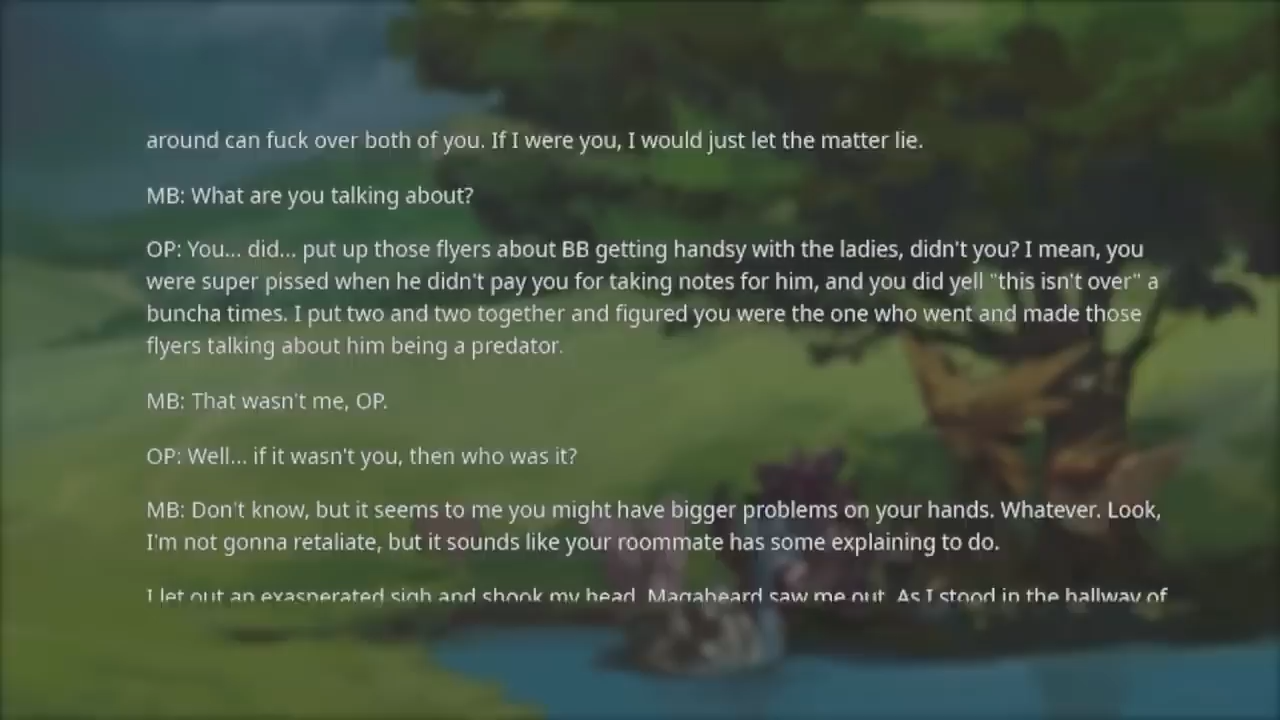 around can fuck over both of you. If I were you, I would just let the matter lie.
MB: What are you talking about?
OP: You... did... put up those flyers about BB getting handsy with the ladies, didn't you? I mean, you
were super pissed when he didn't pay you for taking notes for him, and you did yell "this isn't over" a
buncha times. I put two and two together and figured you were the one who went and made those
flyers talking about him being a predator.
MB: That wasn't me, OP.
OP: Well... if it wasn't you, then who was it?
MB: Don't know, but it seems to me you might have bigger problems on your hands. Whatever. Look,
I'm not gonna retaliate, but it sounds like your roommate has some explaining to do.
I let out an exasperated sigh and shook my head. Magabeard saw me out. As I stood in the hallway of